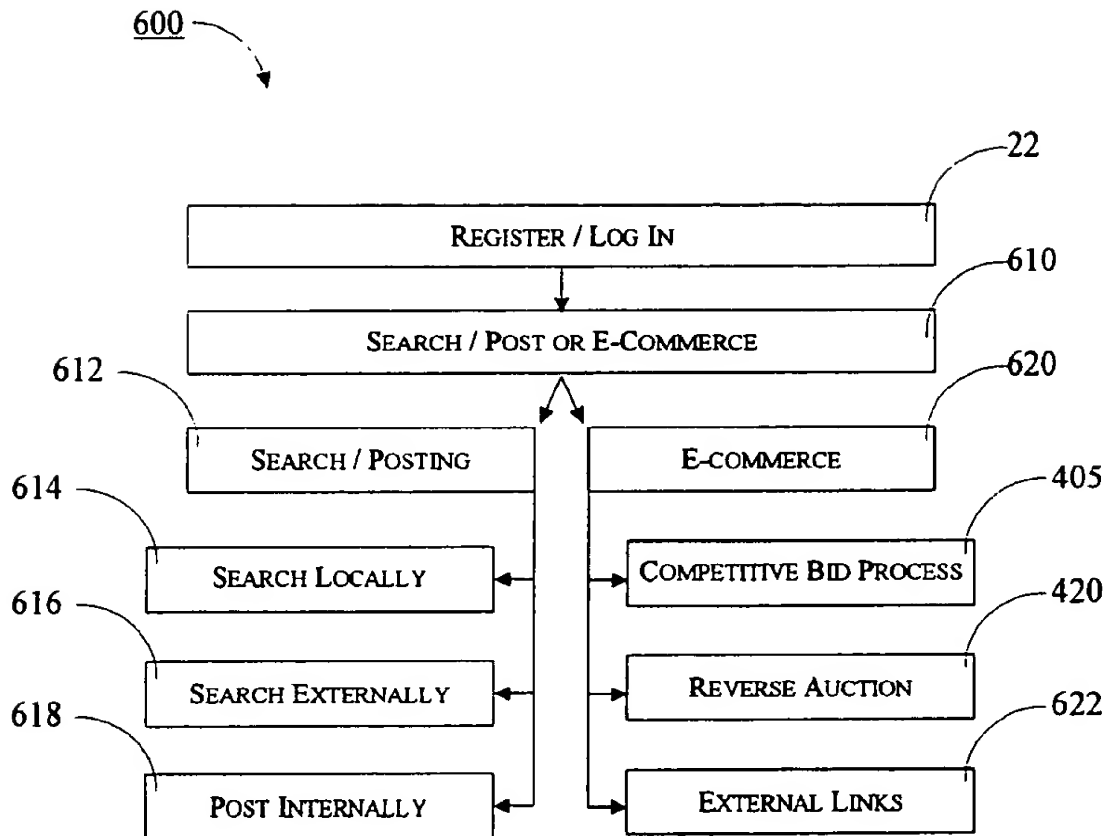 600
22
REGISTER / LOG IN
610
SEARCH / POST OR E-COMMERCE
612
620
SEARCH / POSTING
E-COMMERCE
614
405
SEARCH LOCALLY
COMPETITIVE BID PROCESS
616
420
SEARCH EXTERNALLY
REVERSE AUCTION
618
622
POST INTERNALLY
EXTERNAL LINKS